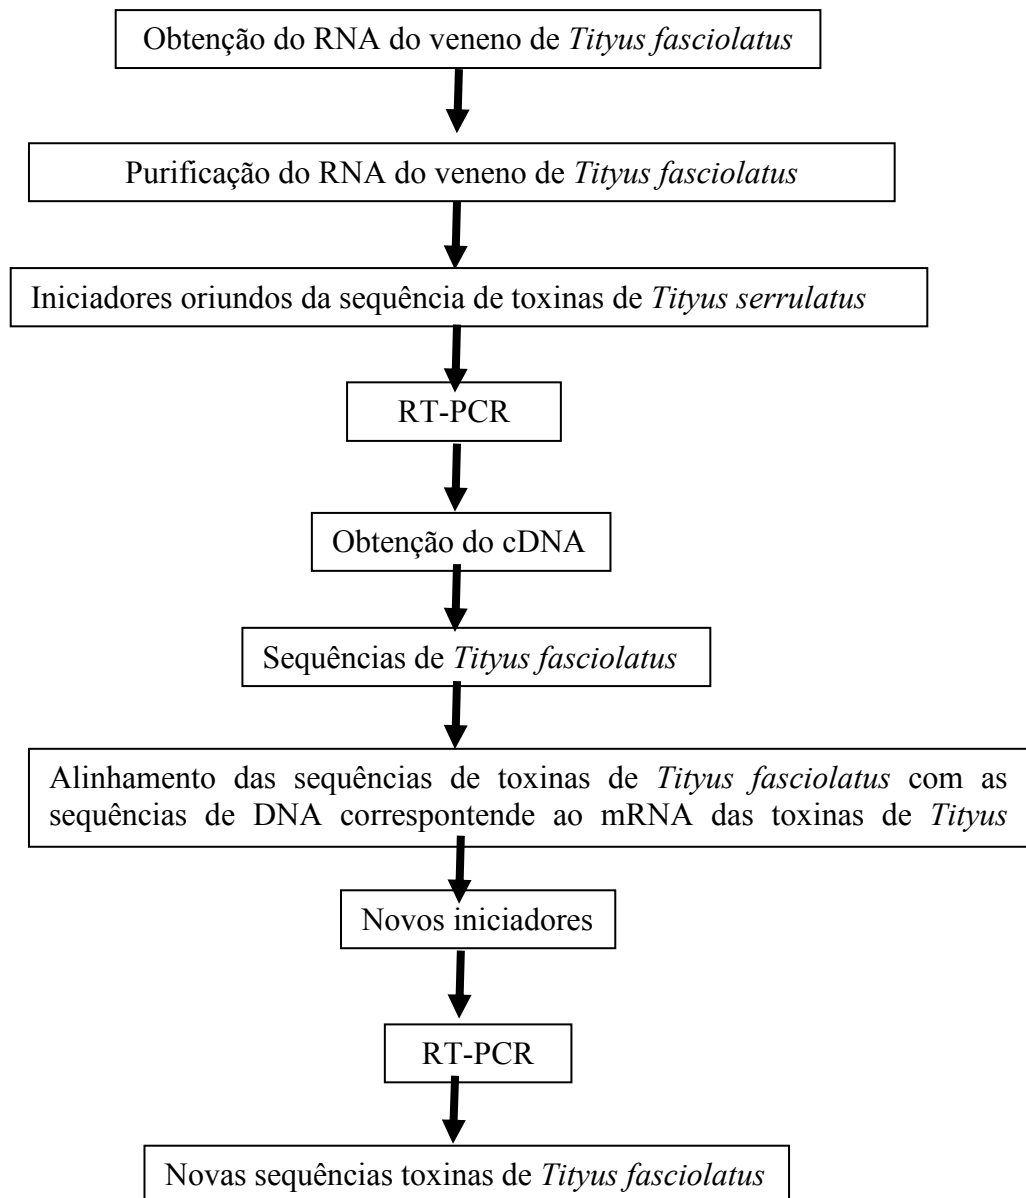 Obtenção do RNA do veneno de Tityus fasciolatus
Purificação do RNA do veneno de Tityus fasciolatus
Iniciadores oriundos da sequência de toxinas de Tityus serrulatus
RT-PCR
Obtenção do cDNA
Sequências de Tityus fasciolatus
Alinhamento das sequências de toxinas de Tityus fasciolatus com as
sequências de DNA correspontende ao mRNA das toxinas de Tityus
Novos iniciadores
RT-PCR
Novas sequências toxinas de Tityus fasciolatus